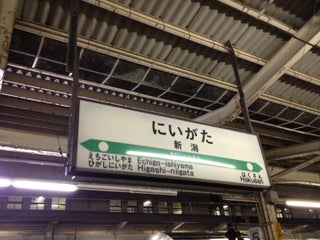 にいがた
新潟
えちごいしやま Echigo-ishiyama
ひがしにいがた Higashi-niigata
はくさん
Hakusan